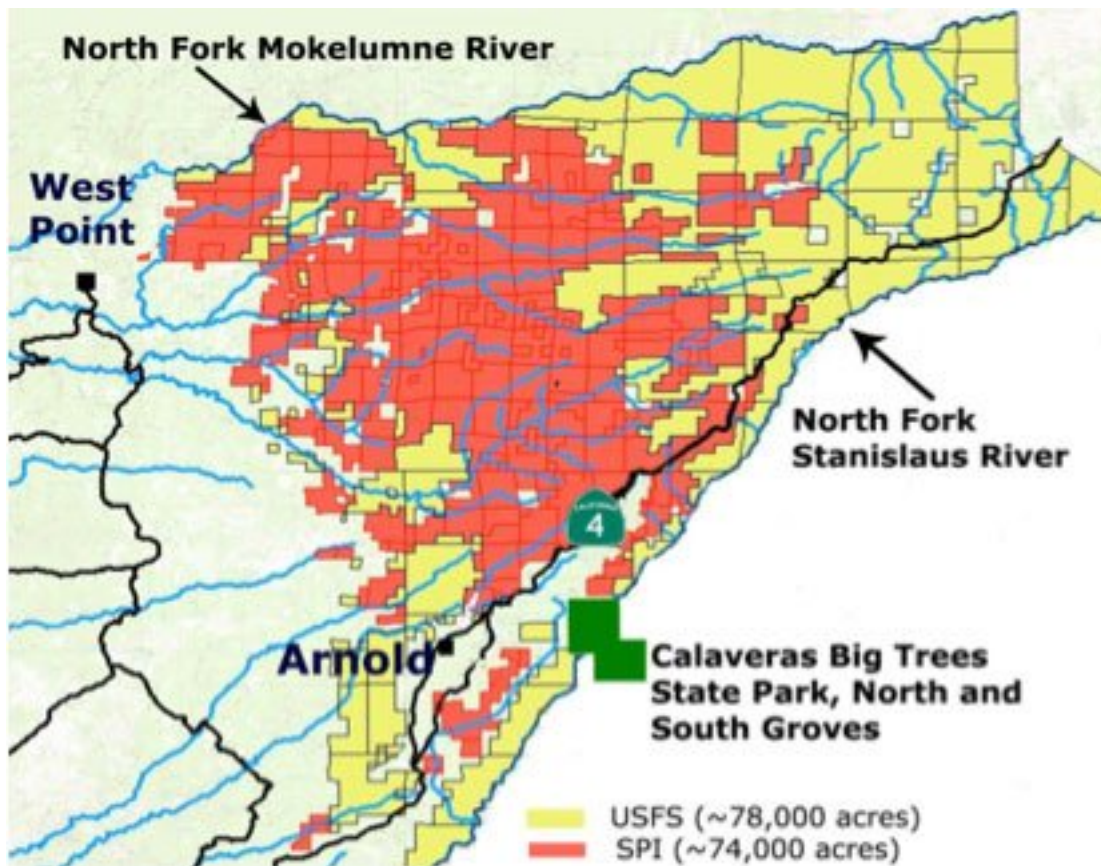 North Fork Mokelumne River
West
Point
North Fork
Stanislaus River
CALIFORNIA
4
Arnold
Calaveras Big Trees
State Park, North and
South Groves
USFS (~78,000 acres)
SPI (~74,000 acres)